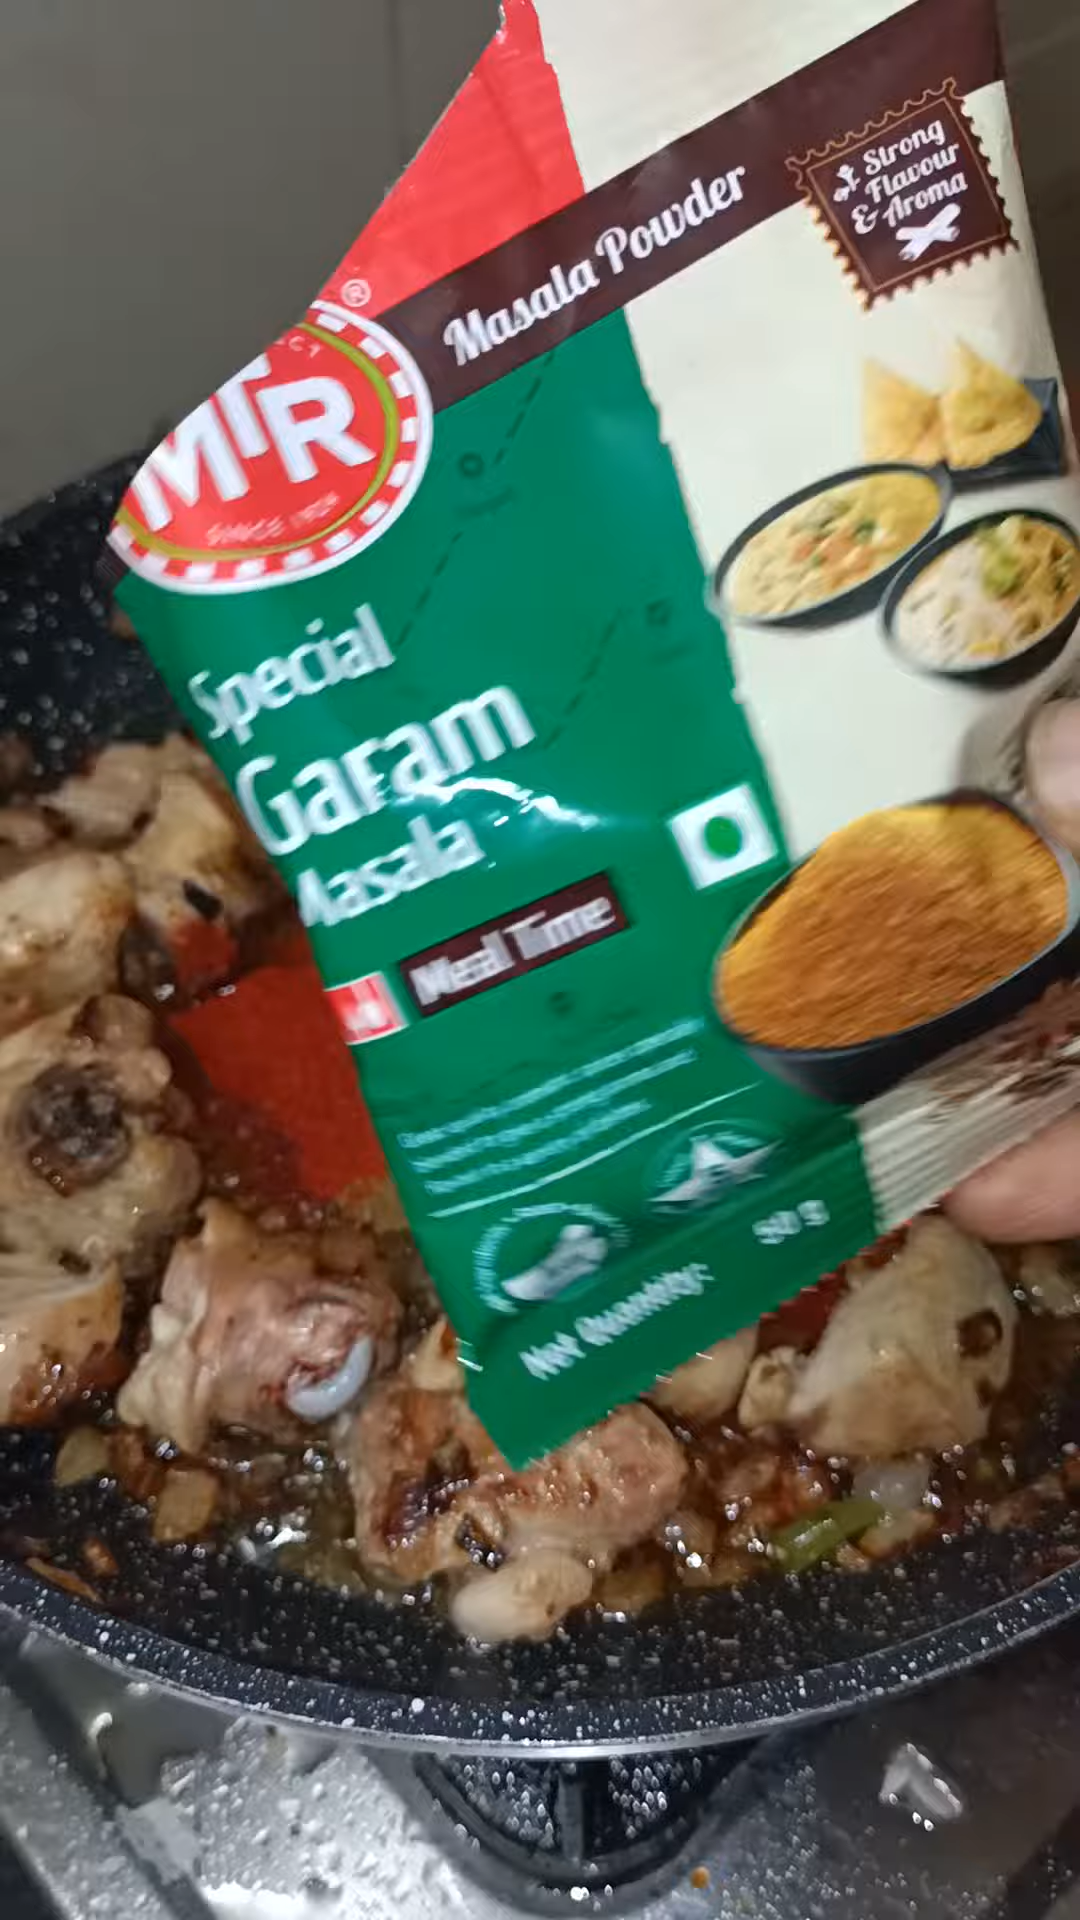 Strong
Flavour
& Aroma
Masala Powder
®
MTR
SINCE 1924
Special
Garam
Masala
Meal Time
Net Quantity:
50 g